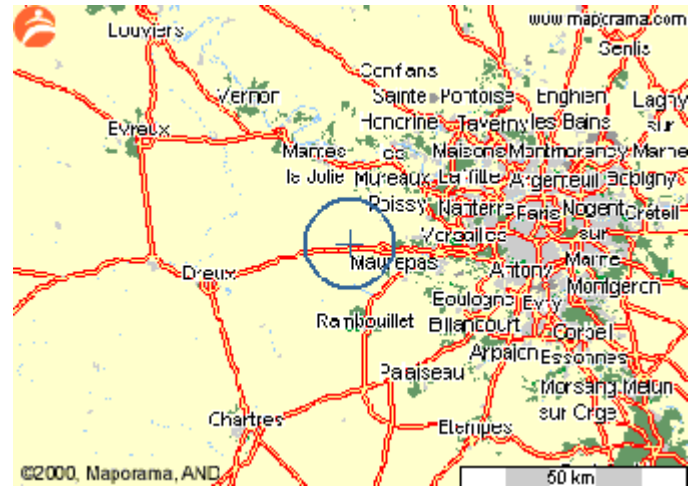 www.maporama.com
Louviers
Senlis
Conflans
Vernon
Sainte Pontoise Enghien Lagny
Evreux
Honorine Taverny les Bains sur
Mantes les Maisons Montmorency Marne
la Jolie Mureaux La Fille Argenteuil Bobigny
Poissy Nanterre Paris Nogent Creteil
Versailles sur
Maurepas Marne
Dreux
Antony Montgeron
Boulogne Evry
Rambouillet Billancourt Corbeil
Arpajon Essonnes
Palaiseau
Morsang Melun
Chartres
Etampes sur Orge
©2000, Maporama, AND
50 km